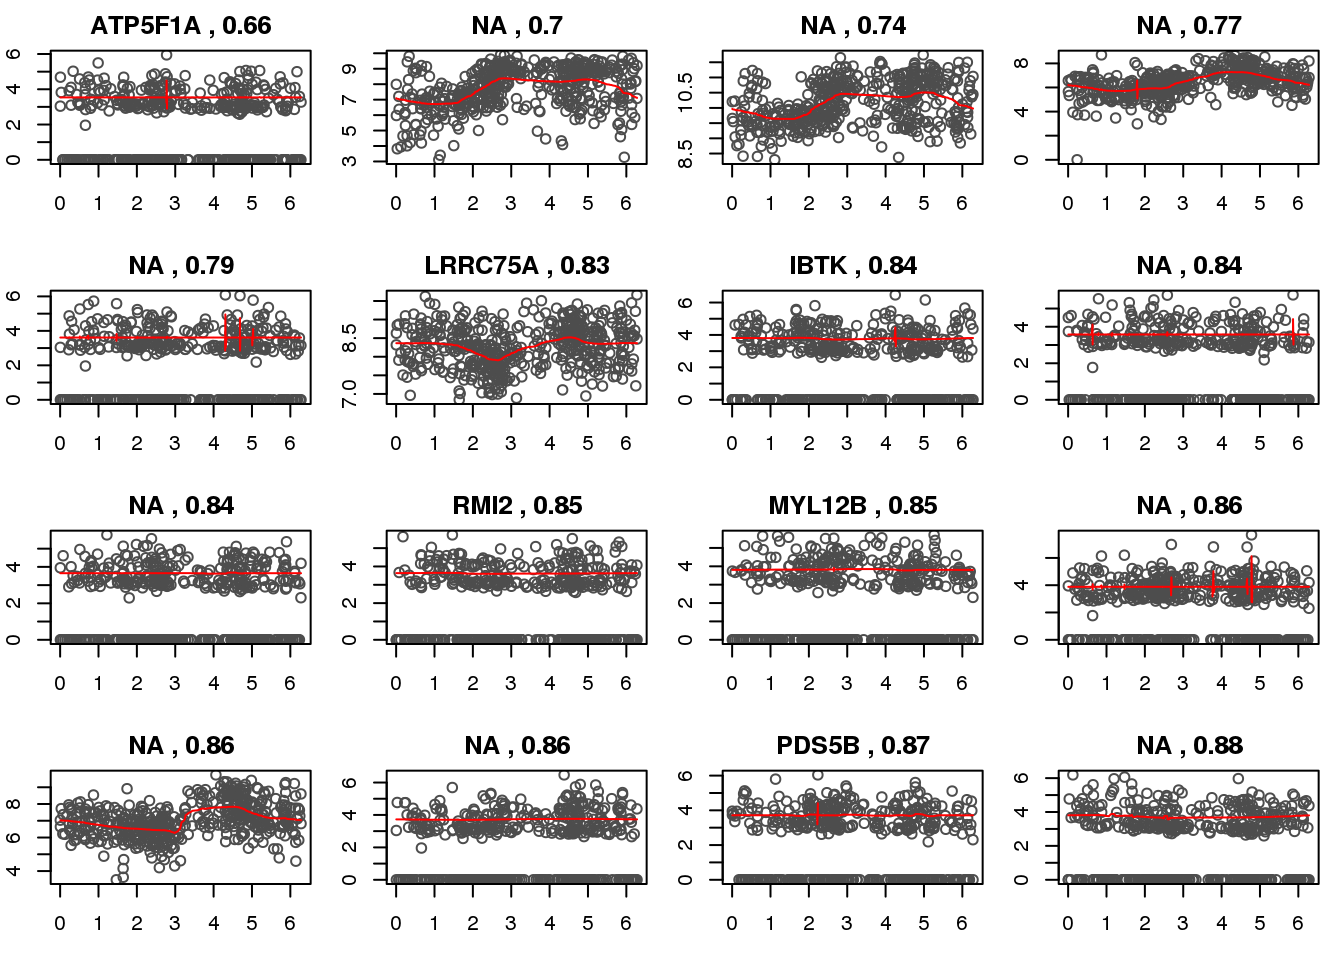 ATP5F1A , 0.66
NA , 0.7
NA , 0.74
NA , 0.77
6
4
2
0
9
7
5
3
10.5
8.5
8
4
0
0 1 2 3 4 5 6
0 1 2 3 4 5 6
0 1 2 3 4 5 6
0 1 2 3 4 5 6
NA , 0.79
LRRC75A , 0.83
IBTK , 0.84
NA , 0.84
6
4
2
0
8.5
7.0
6
4
2
0
4
2
0
0 1 2 3 4 5 6
0 1 2 3 4 5 6
0 1 2 3 4 5 6
0 1 2 3 4 5 6
NA , 0.84
RMI2 , 0.85
MYL12B , 0.85
NA , 0.86
4
2
0
4
2
0
4
2
0
4
0
0 1 2 3 4 5 6
0 1 2 3 4 5 6
0 1 2 3 4 5 6
0 1 2 3 4 5 6
NA , 0.86
NA , 0.86
PDS5B , 0.87
NA , 0.88
8
6
4
6
4
2
0
6
4
2
0
6
4
2
0
0 1 2 3 4 5 6
0 1 2 3 4 5 6
0 1 2 3 4 5 6
0 1 2 3 4 5 6